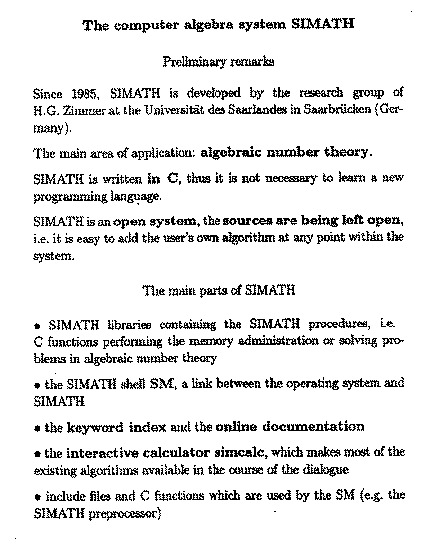 The computer algebra system SIMATH
Preliminary remarks
Since 1985, SIMATH is developed by the research group of
H.G. Zimmer at the Universität des Saarlandes in Saarbrücken (Ger-
many).
The main area of application: algebraic number theory.
SIMATH is written in C, thus it is not necessary to learn a new
programming language.
SIMATH is an open system, the sources are being left open,
i.e. it is easy to add the user's own algorithm at any point within the
system.
The main parts of SIMATH
• SIMATH libraries containing the SIMATH procedures, i.e.
C functions performing the memory administration or solving pro-
blems in algebraic number theory
• the SIMATH shell SM, a link between the operating system and
SIMATH
• the keyword index and the online documentation
• the interactive calculator simcalc, which makes most of the
existing algorithms available in the course of the dialogue
• include files and C functions which are used by the SM (e.g. the
SIMATH preprocessor)